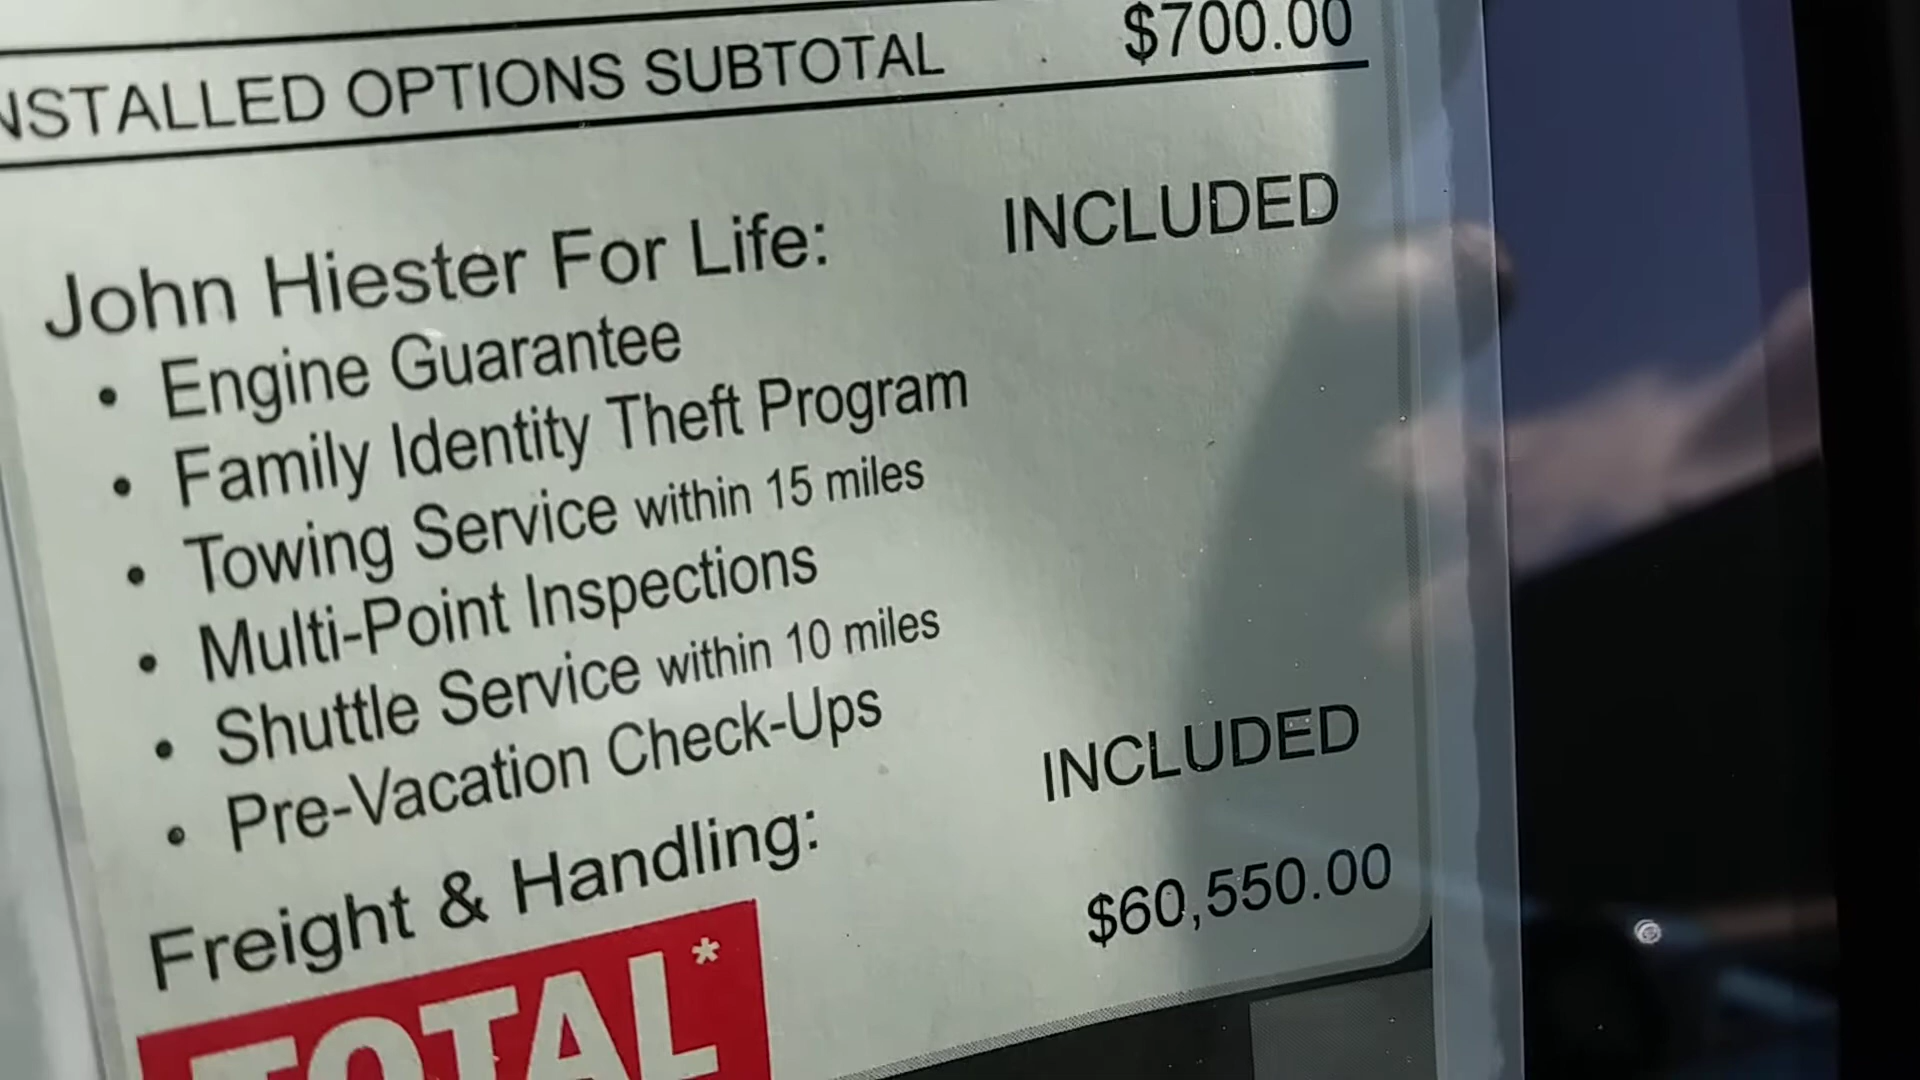 INSTALLED OPTIONS SUBTOTAL $700.00
John Hiester For Life: INCLUDED
• Engine Guarantee
• Family Identity Theft Program
• Towing Service within 15 miles
• Multi-Point Inspections
• Shuttle Service within 10 miles
• Pre-Vacation Check-Ups
Freight & Handling: INCLUDED
TOTAL* $60,550.00